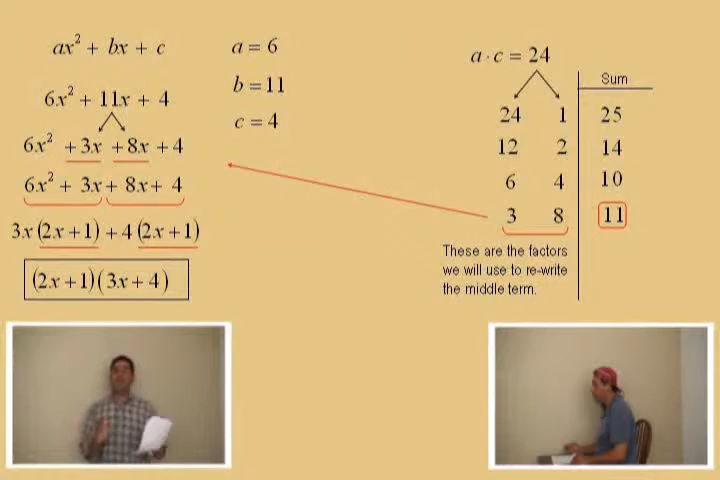 ax² + bx + c
6x² + 11x + 4
6x² + 3x + 8x + 4
6x² + 3x + 8x + 4
3x(2x+1) + 4(2x+1)
(2x+1)(3x+4)
a = 6
b = 11
c = 4
a · c = 24
Sum
24 1 25
12 2 14
6 4 10
3 8 11
These are the factors
we will use to re-write
the middle term.